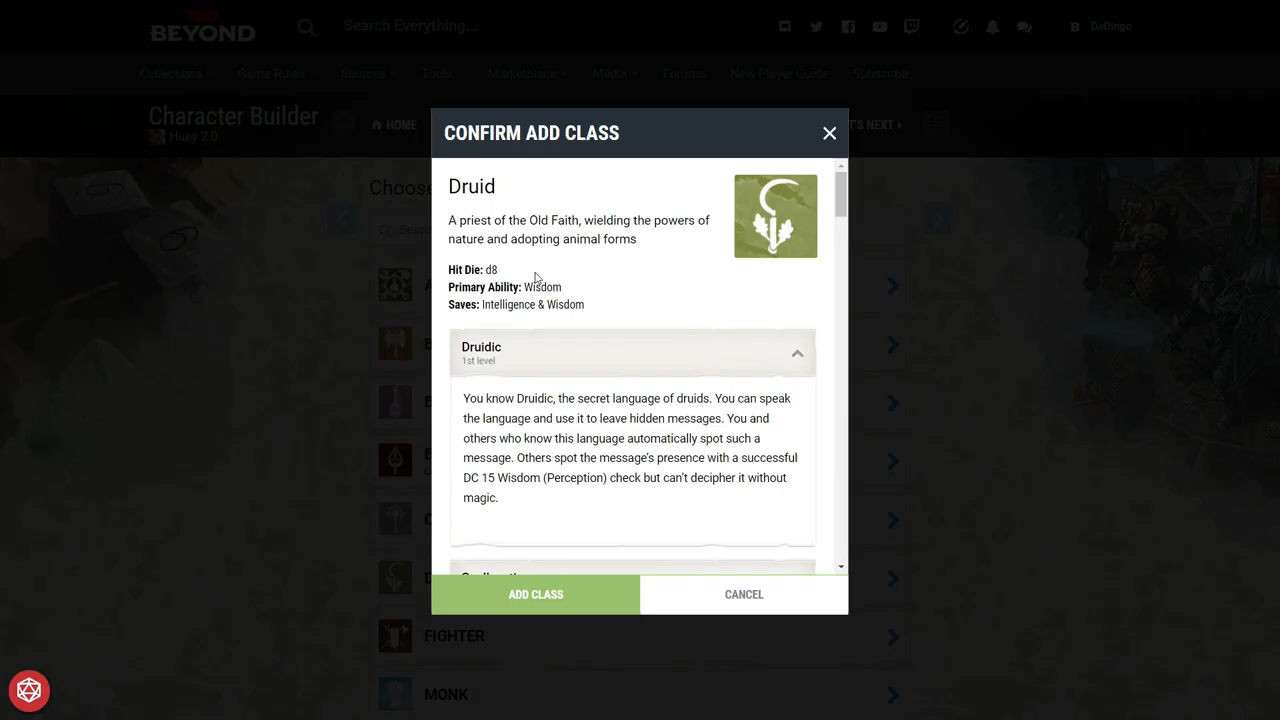 BEYOND
Search Everything...
B DeDingo
Collections
Game Rules
Sources
Tools
Marketplace
Media
Forums
New Player Guide
Subscribe
Character Builder
Huey 2.0
HOME
T'S NEXT
CONFIRM ADD CLASS
Druid
A priest of the Old Faith, wielding the powers of
nature and adopting animal forms
Hit Die: d8
Primary Ability: Wisdom
Saves: Intelligence & Wisdom
Druidic
1st level
You know Druidic, the secret language of druids. You can speak
the language and use it to leave hidden messages. You and
others who know this language automatically spot such a
message. Others spot the message's presence with a successful
DC 15 Wisdom (Perception) check but can't decipher it without
magic.
ADD CLASS
CANCEL
FIGHTER
MONK